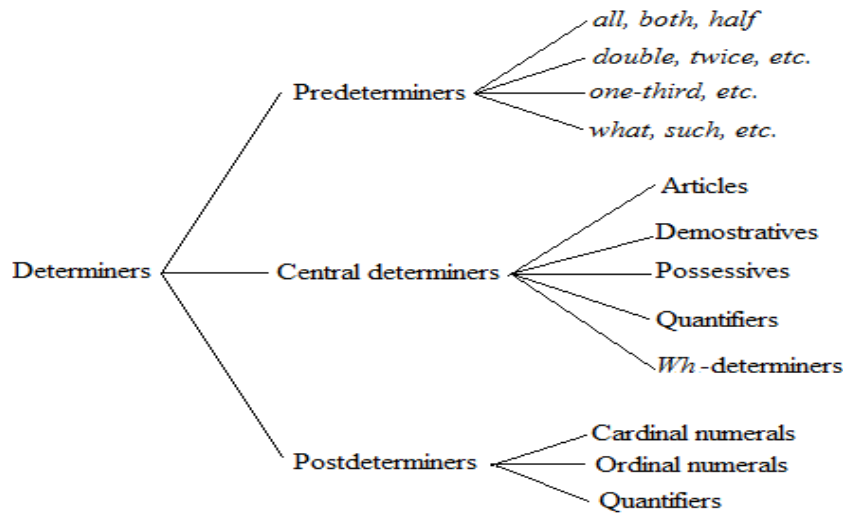 all, both, half
double, twice, etc.
Predeterminers
one-third, etc.
what, such, etc.
Articles
Demostratives
Determiners
Central determiners
Possessives
Quantifiers
Wh-determiners
Cardinal numerals
Postdeterminers
Ordinal numerals
Quantifiers